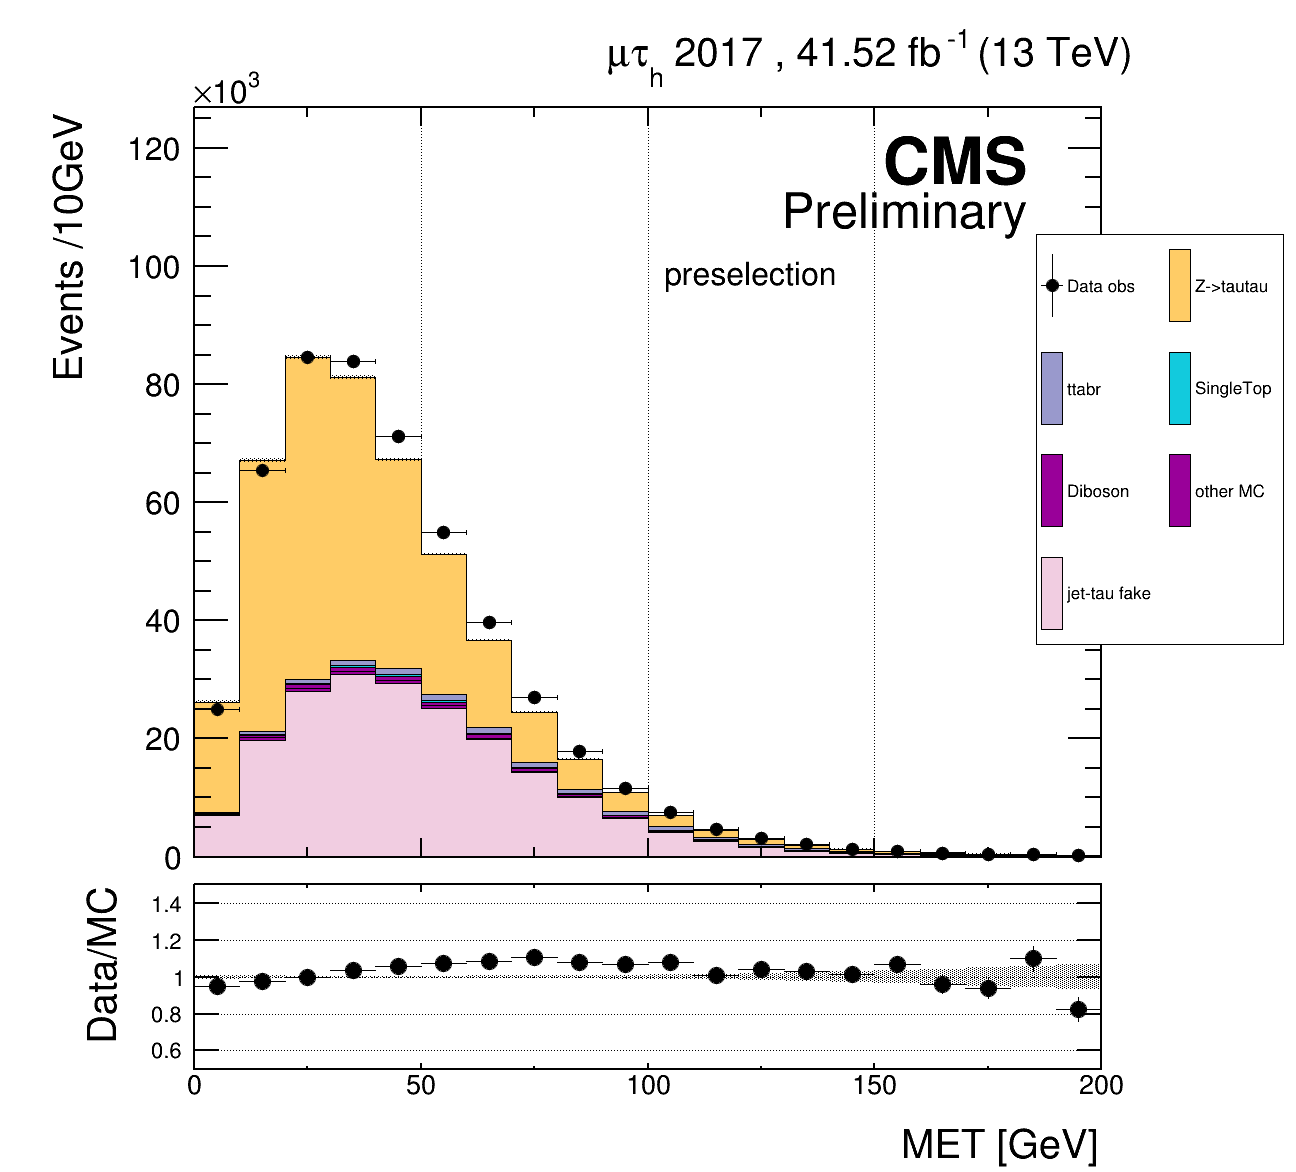 μτh 2017 , 41.52 fb-1 (13 TeV)
×10³
Events /10GeV
120
100
80
60
40
20
0
CMS
Preliminary
preselection
Data obs
Z->tautau
ttabr
SingleTop
Diboson
other MC
jet-tau fake
Data/MC
1.4
1.2
1
0.8
0.6
0 50 100 150 200
MET [GeV]